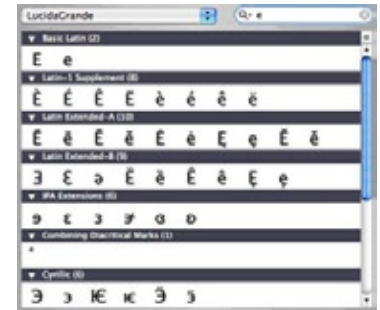 LucidaGrande
e
Basic Latin (2)
E e
Latin-1 Supplement (8)
È É Ê Ë è é ê ë
Latin Extended-A (10)
Ē ē Ĕ ĕ Ė ė Ę ę Ě ě
Latin Extended-B (9)
IPA Extensions (6)
Combining Diacritical Marks (1)
Cyrillic (6)
Э э Ѥ ѥ Ӭ ӭ